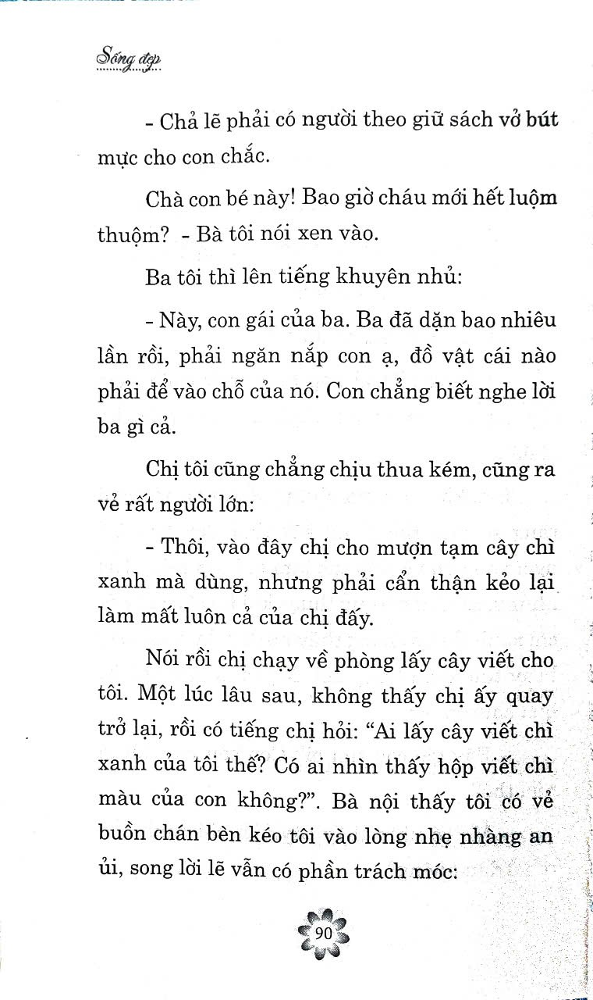 Sống đẹp
- Chả lẽ phải có người theo giữ sách vở bút
mực cho con chắc.
Chà con bé này! Bao giờ cháu mới hết luộm
thuộm? - Bà tôi nói xen vào.
Ba tôi thì lên tiếng khuyên nhủ:
- Này, con gái của ba. Ba đã dặn bao nhiêu
lần rồi, phải ngăn nắp con ạ, đồ vật cái nào
phải để vào chỗ của nó. Con chẳng biết nghe lời
ba gì cả.
Chị tôi cũng chẳng chịu thua kém, cũng ra
vẻ rất người lớn:
- Thôi, vào đây chị cho mượn tạm cây chì
xanh mà dùng, nhưng phải cẩn thận kẻo lại
làm mất luôn cả của chị đấy.
Nói rồi chị chạy về phòng lấy cây viết cho
tôi. Một lúc lâu sau, không thấy chị ấy quay
trở lại, rồi có tiếng chị hỏi: “Ai lấy cây viết chì
xanh của tôi thế? Có ai nhìn thấy hộp viết chì
màu của con không?”. Bà nội thấy tôi có vẻ
buồn chán bèn kéo tôi vào lòng nhẹ nhàng an
ủi, song lời lẽ vẫn có phần trách móc:
90